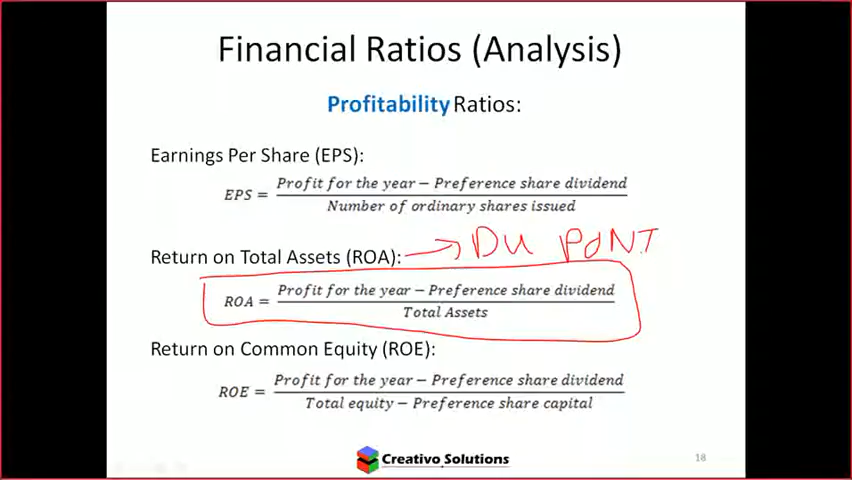 Financial Ratios (Analysis)
Profitability Ratios:
Earnings Per Share (EPS):
EPS = Profit for the year − Preference share dividend / Number of ordinary shares issued
Return on Total Assets (ROA): → DU PONT
ROA = Profit for the year − Preference share dividend / Total Assets
Return on Common Equity (ROE):
ROE = Profit for the year − Preference share dividend / Total equity − Preference share capital
Creativo Solutions
18